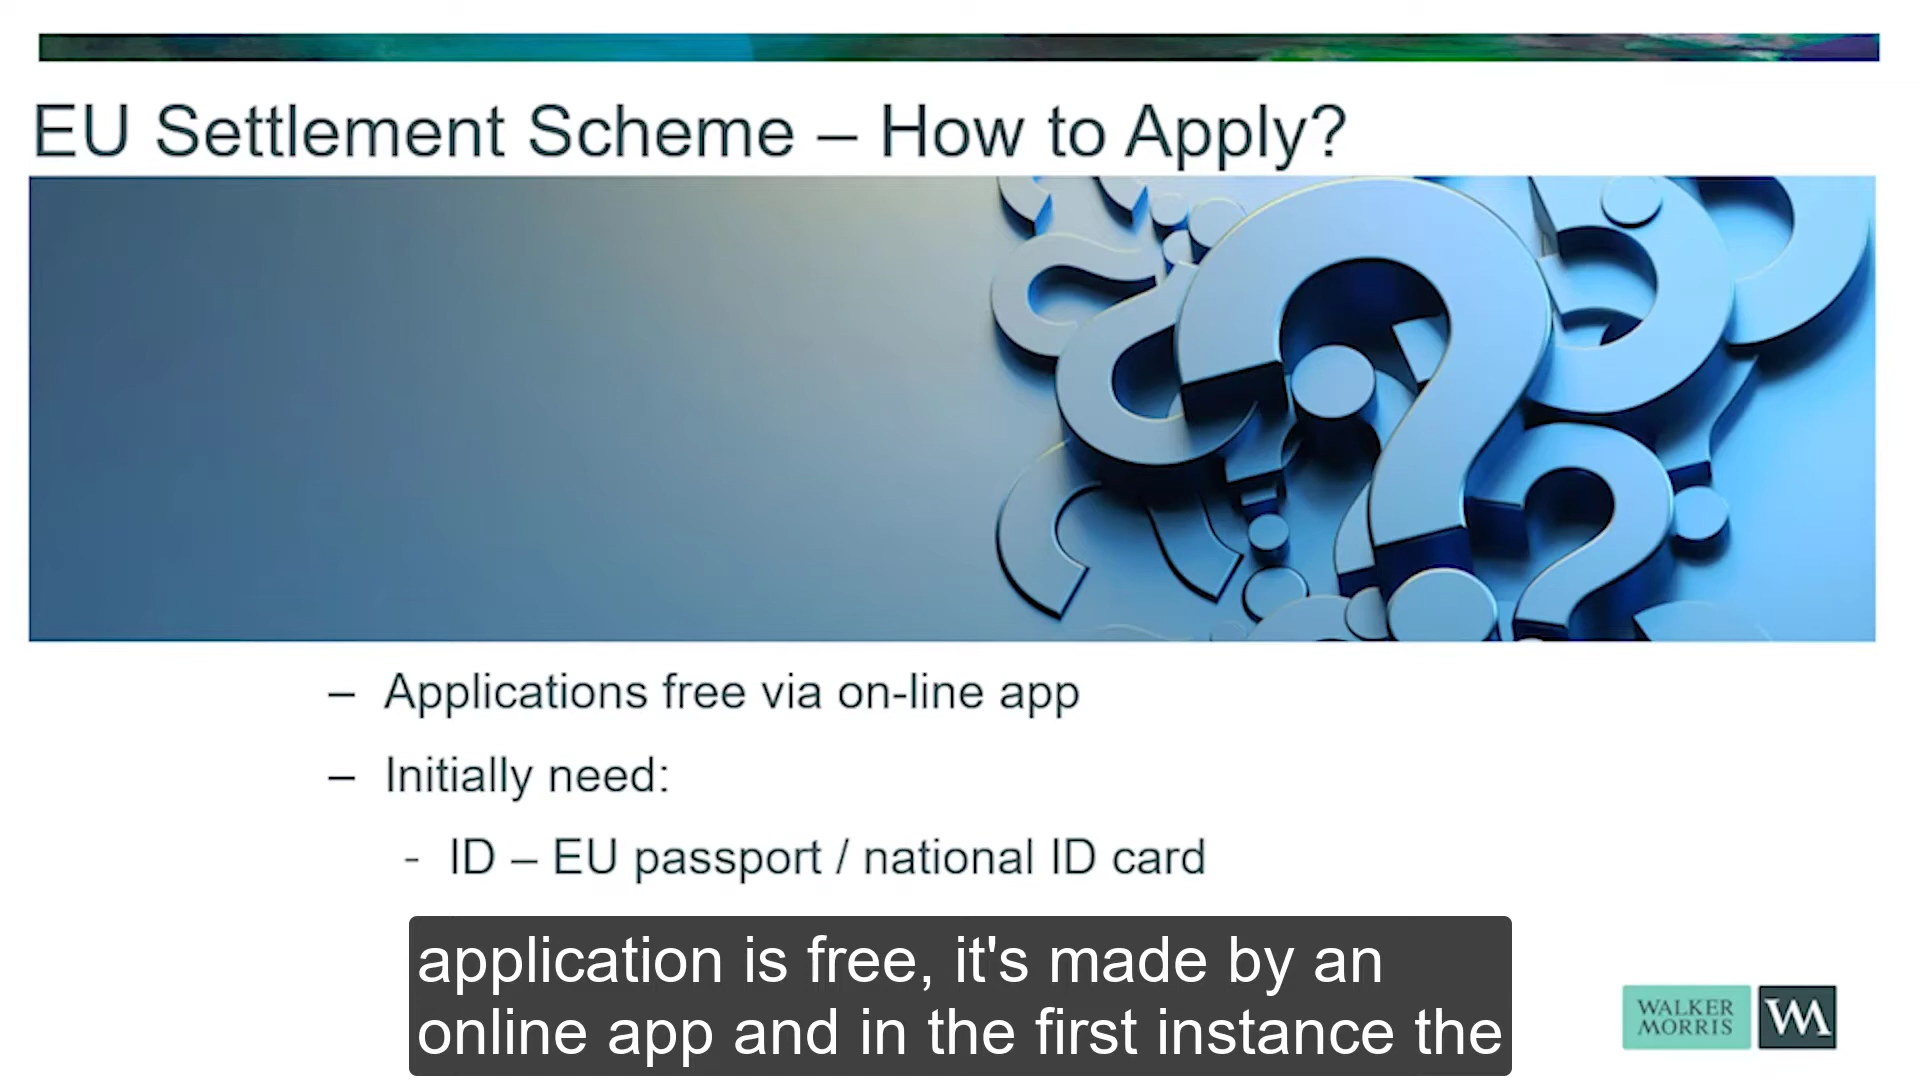 EU Settlement Scheme – How to Apply?
– Applications free via on-line app
– Initially need:
- ID – EU passport / national ID card
application is free, it's made by an
online app and in the first instance the
WALKER
MORRIS
WM